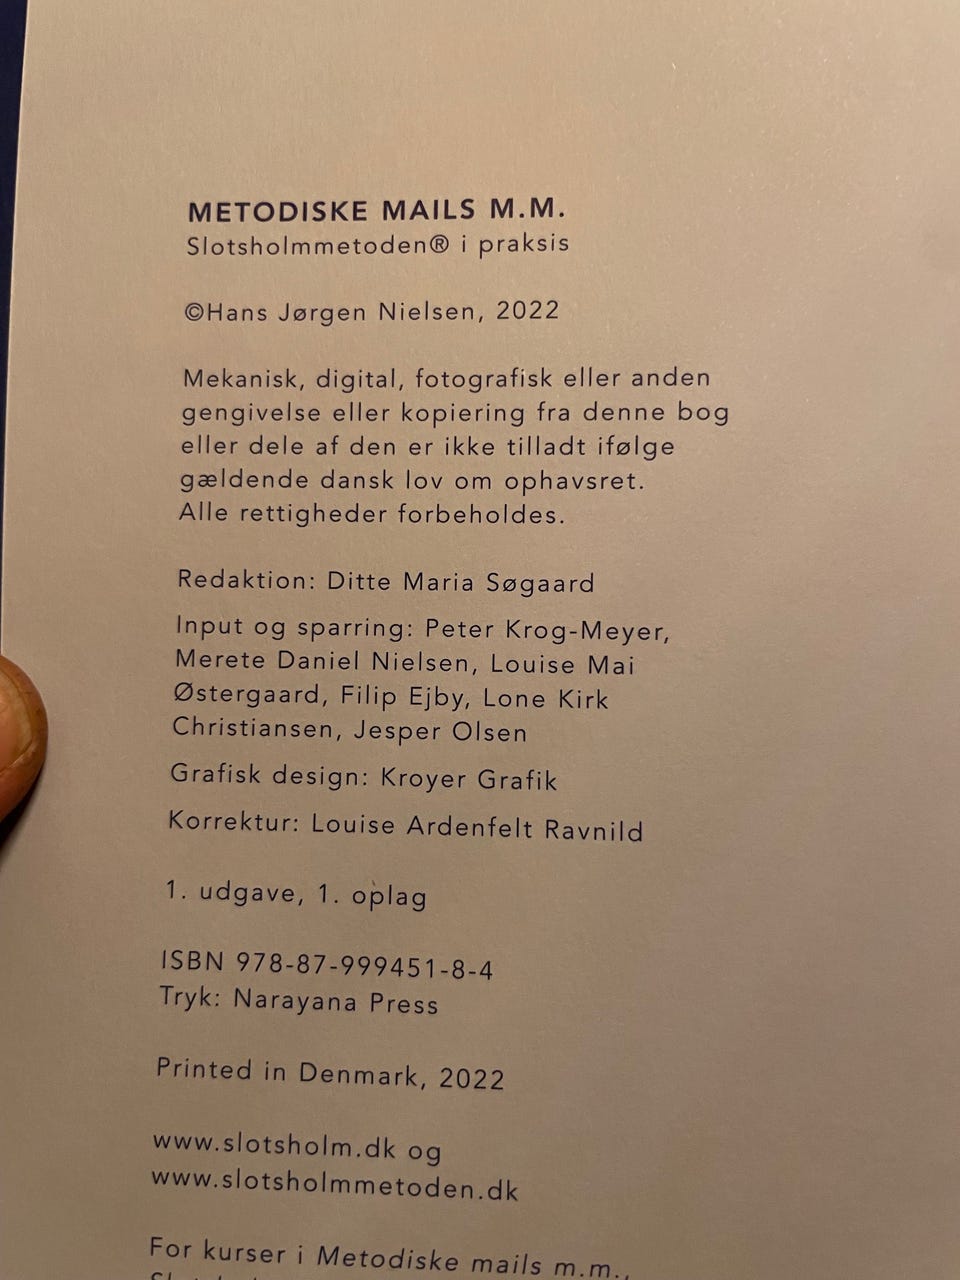 METODISKE MAILS M.M.
Slotsholmmetoden® i praksis
©Hans Jørgen Nielsen, 2022
Mekanisk, digital, fotografisk eller anden
gengivelse eller kopiering fra denne bog
eller dele af den er ikke tilladt ifølge
gældende dansk lov om ophavsret.
Alle rettigheder forbeholdes.
Redaktion: Ditte Maria Søgaard
Input og sparring: Peter Krog-Meyer,
Merete Daniel Nielsen, Louise Mai
Østergaard, Filip Ejby, Lone Kirk
Christiansen, Jesper Olsen
Grafisk design: Kroyer Grafik
Korrektur: Louise Ardenfelt Ravnild
1. udgave, 1. oplag
ISBN 978-87-999451-8-4
Tryk: Narayana Press
Printed in Denmark, 2022
www.slotsholm.dk og
www.slotsholmmetoden.dk
For kurser i Metodiske mails m.m.,